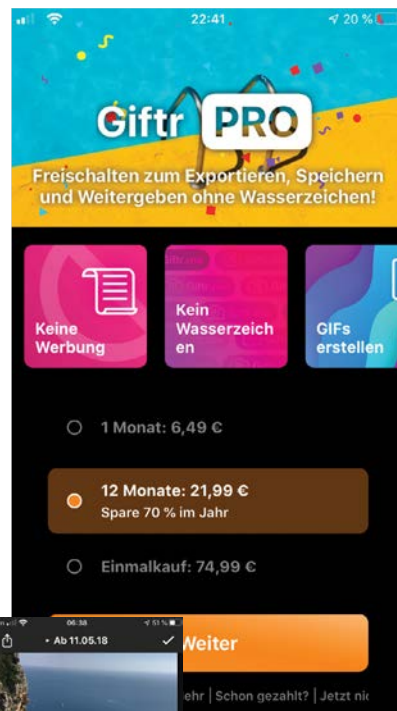 22:41
20 %
Giftr PRO
Freischalten zum Exportieren, Speichern
und Weitergeben ohne Wasserzeichen!
Keine
Werbung
Kein
Wasserzeich
en
GIFs
erstellen
1 Monat: 6,49 €
12 Monate: 21,99 €
Spare 70 % im Jahr
Einmalkauf: 74,99 €
Weiter
06:38
51 %
Ab 11.05.18
| Schon gezahlt? | Jetzt